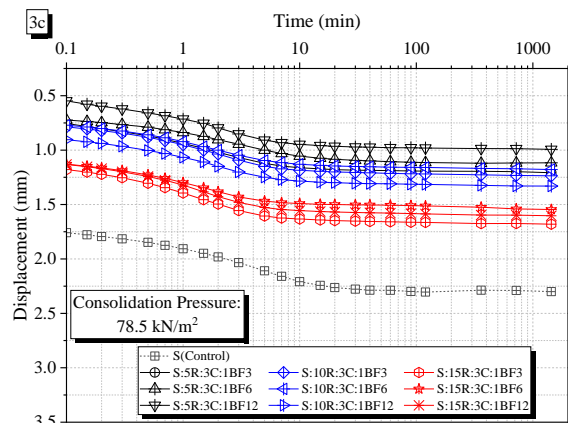 3c
Time (min)
0.1 1 10 100 1000
0.5
1.0
1.5
2.0
2.5
3.0
3.5
Displacement (mm)
Consolidation Pressure:
78.5 kN/m²
S(Control)
S:5R:3C:1BF3 S:10R:3C:1BF3 S:15R:3C:1BF3
S:5R:3C:1BF6 S:10R:3C:1BF6 S:15R:3C:1BF6
S:5R:3C:1BF12 S:10R:3C:1BF12 S:15R:3C:1BF12